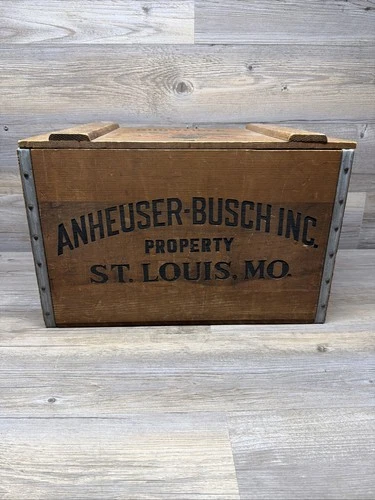 ANHEUSER-BUSCH INC.
PROPERTY
ST. LOUIS, MO.